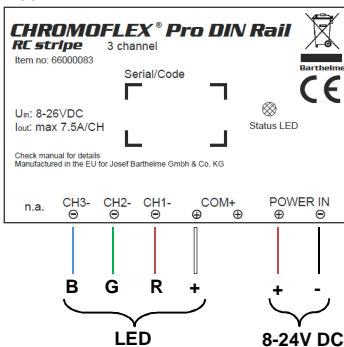 CHROMOFLEX® Pro DIN Rail
RC stripe 3 channel
Item no: 66000083
Barthelme
Serial/Code
CE
Uin: 8-26VDC
Iout: max 7.5A/CH
Status LED
Check manual for details
Manufactured in the EU for Josef Barthelme Gmbh & Co. KG
n.a. CH3- CH2- CH1- COM+ POWER IN
B G R + + -
LED 8-24V DC